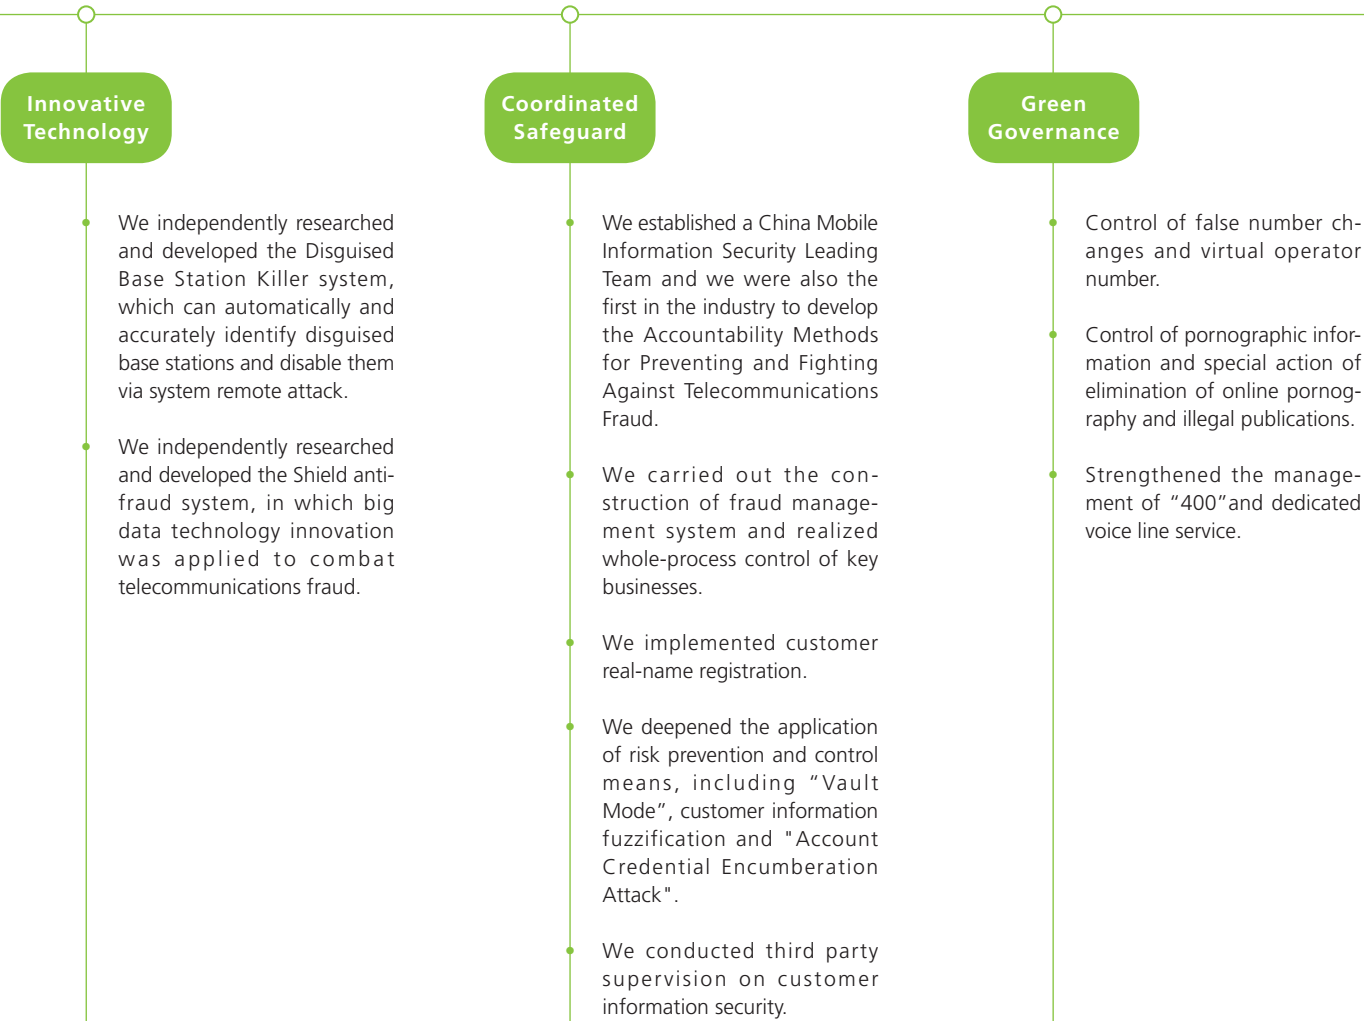 Innovative
Technology
We independently researched
and developed the Disguised
Base Station Killer system,
which can automatically and
accurately identify disguised
base stations and disable them
via system remote attack.
We independently researched
and developed the Shield anti-
fraud system, in which big
data technology innovation
was applied to combat
telecommunications fraud.
Coordinated
Safeguard
We established a China Mobile
Information Security Leading
Team and we were also the
first in the industry to develop
the Accountability Methods
for Preventing and Fighting
Against Telecommunications
Fraud.
We carried out the con-
struction of fraud manage-
ment system and realized
whole-process control of key
businesses.
We implemented customer
real-name registration.
We deepened the application
of risk prevention and control
means, including “Vault
Mode”, customer information
fuzzification and "Account
Credential Encumberation
Attack".
We conducted third party
supervision on customer
information security.
Green
Governance
Control of false number ch-
anges and virtual operator
number.
Control of pornographic infor-
mation and special action of
elimination of online pornog-
raphy and illegal publications.
Strengthened the manage-
ment of “400”and dedicated
voice line service.